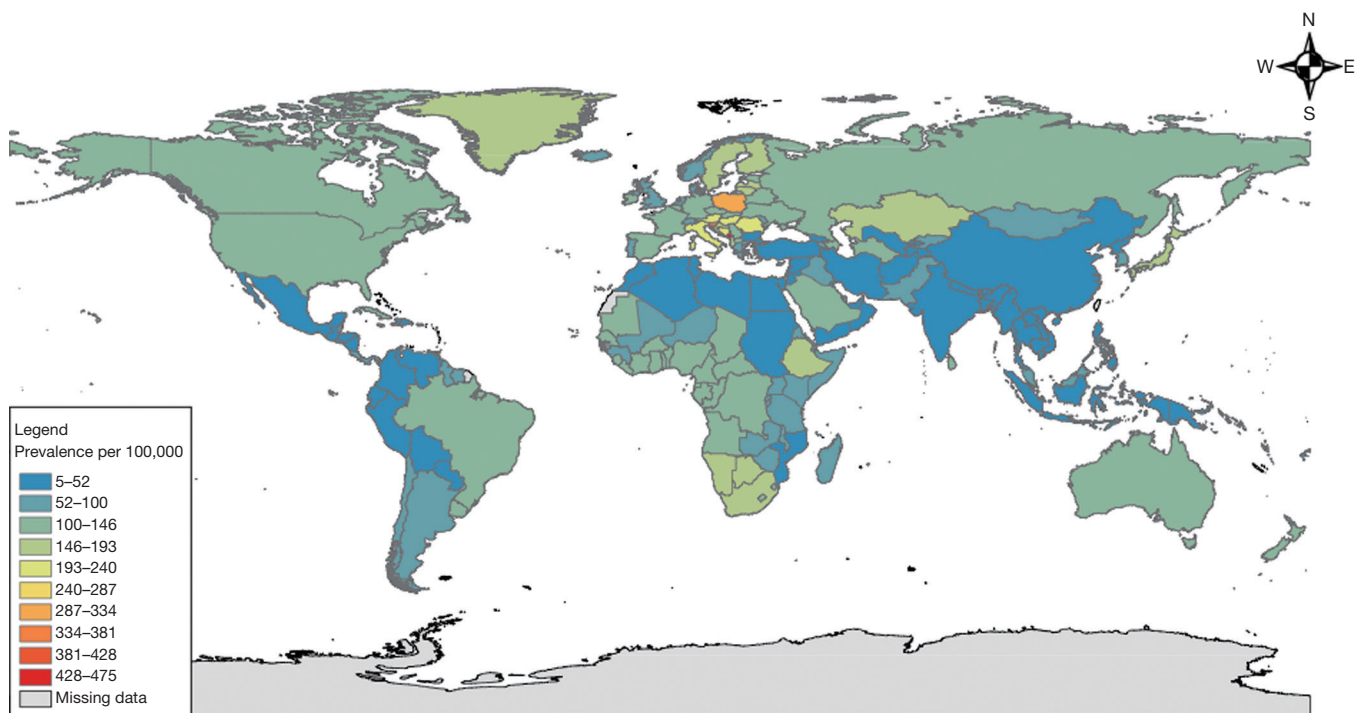 N
W E
S
Legend
Prevalence per 100,000
5–52
52–100
100–146
146–193
193–240
240–287
287–334
334–381
381–428
428–475
Missing data